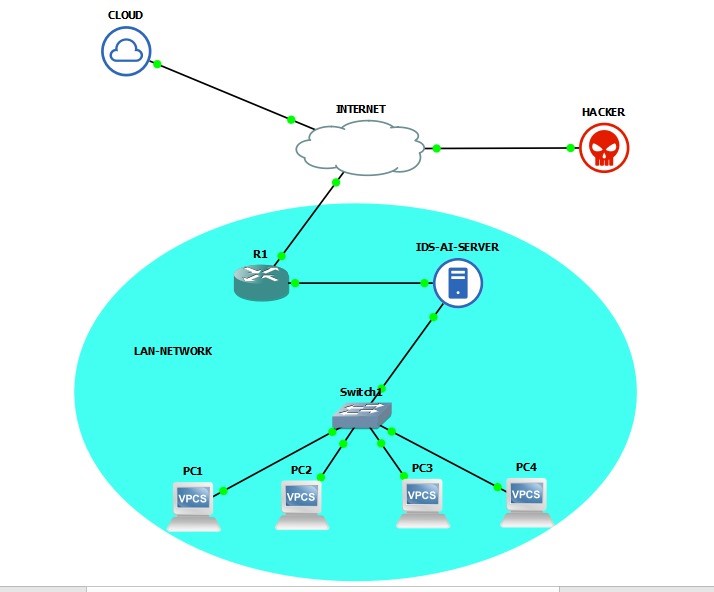 CLOUD
INTERNET
HACKER
R1
IDS-AI-SERVER
LAN-NETWORK
Switch1
PC1
PC2
PC3
PC4
VPCS
VPCS
VPCS
VPCS